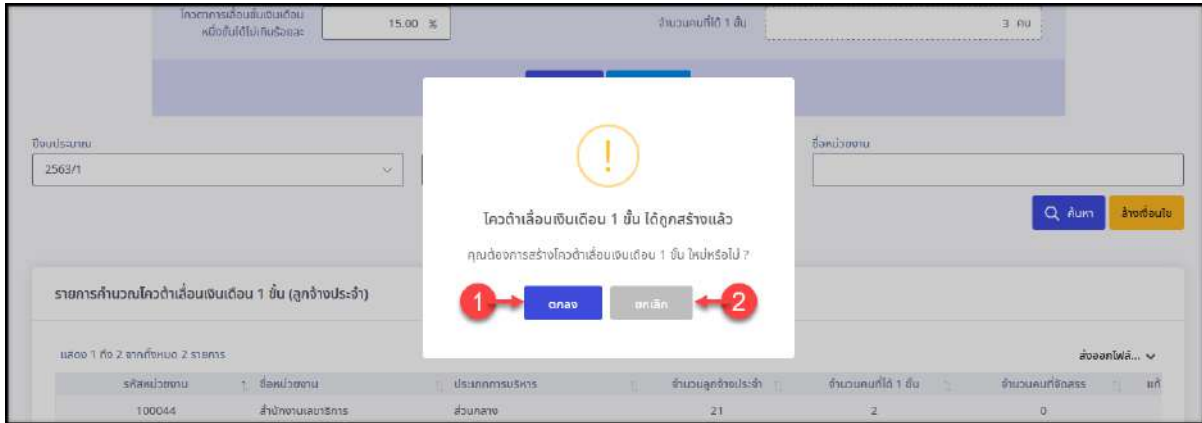 โควตาการเลื่อนขั้นเงินเดือน
หนึ่งขั้นได้ไม่เกินร้อยละ
15.00 %
จำนวนคนที่ได้ 1 ขั้น
3 คน
โควต้าเลื่อนเงินเดือน 1 ขั้น ได้ถูกสร้างแล้ว
คุณต้องการสร้างโควต้าเลื่อนเงินเดือน 1 ขั้น ใหม่หรือไม่ ?
1
ตกลง
ยกเลิก
2
ปีงบประมาณ
ชื่อหน่วยงาน
2563/1
ค้นหา
ล้างเงื่อนไข
รายการคำนวณโควต้าเลื่อนเงินเดือน 1 ขั้น (ลูกจ้างประจำ)
แสดง 1 ถึง 2 จากทั้งหมด 2 รายการ
ส่งออกไฟล์...
รหัสหน่วยงาน ชื่อหน่วยงาน ประเภทการบริหาร จำนวนลูกจ้างประจำ จำนวนคนที่ได้ 1 ขั้น จำนวนคนที่จัดสรร แก้
100044 สำนักงานเลขาธิการ ส่วนกลาง 21 2 0